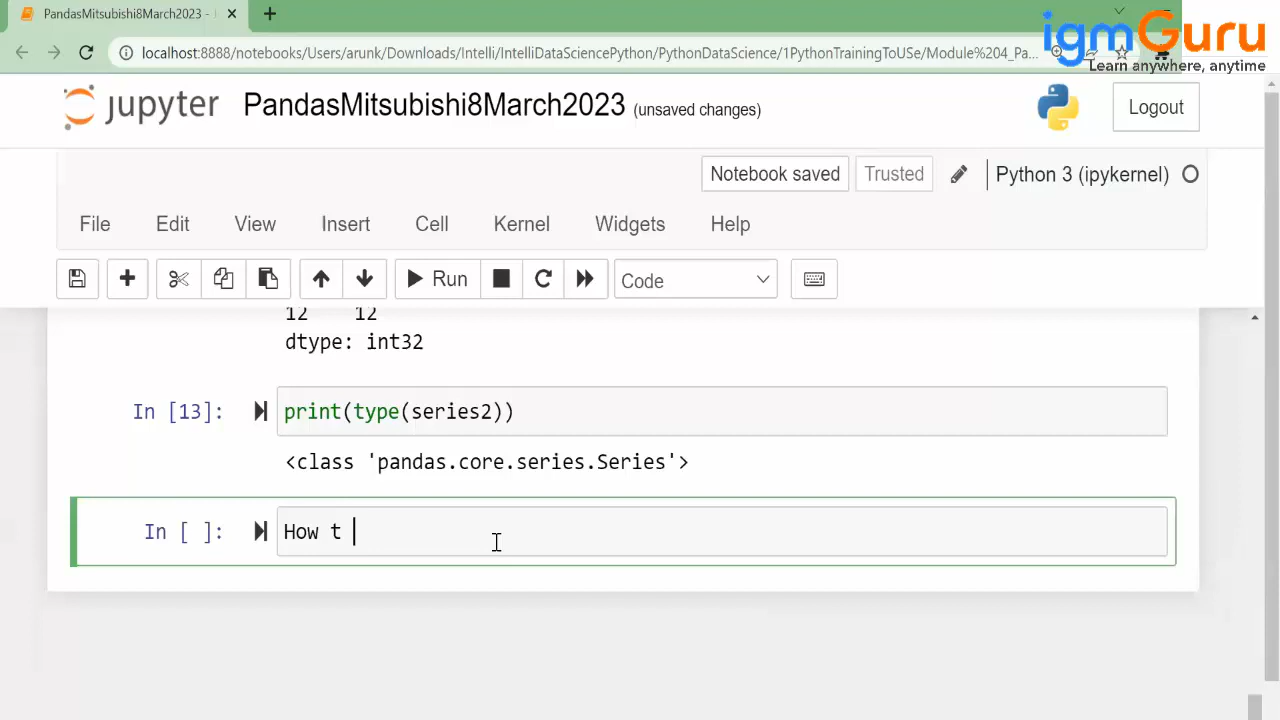 PandasMitsubishi8March2023 -
localhost:8888/notebooks/Users/arunk/Downloads/Intelli/IntelliDataSciencePython/PythonDataScience/1PythonTrainingToUSe/Module%204_Pa...
igmGuru
Learn anywhere, anytime
jupyter PandasMitsubishi8March2023 (unsaved changes)
Logout
Notebook saved Trusted Python 3 (ipykernel)
File Edit View Insert Cell Kernel Widgets Help
Run Code
12 12
dtype: int32
In [13]: print(type(series2))
<class 'pandas.core.series.Series'>
In [ ]: How t